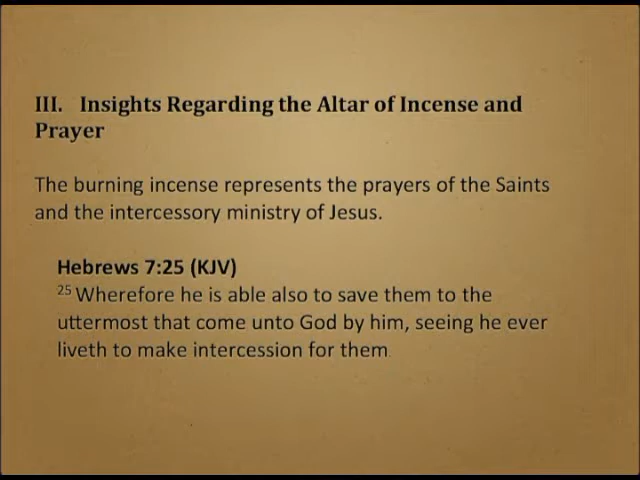 III. Insights Regarding the Altar of Incense and
Prayer
The burning incense represents the prayers of the Saints
and the intercessory ministry of Jesus.
Hebrews 7:25 (KJV)
25 Wherefore he is able also to save them to the
uttermost that come unto God by him, seeing he ever
liveth to make intercession for them.